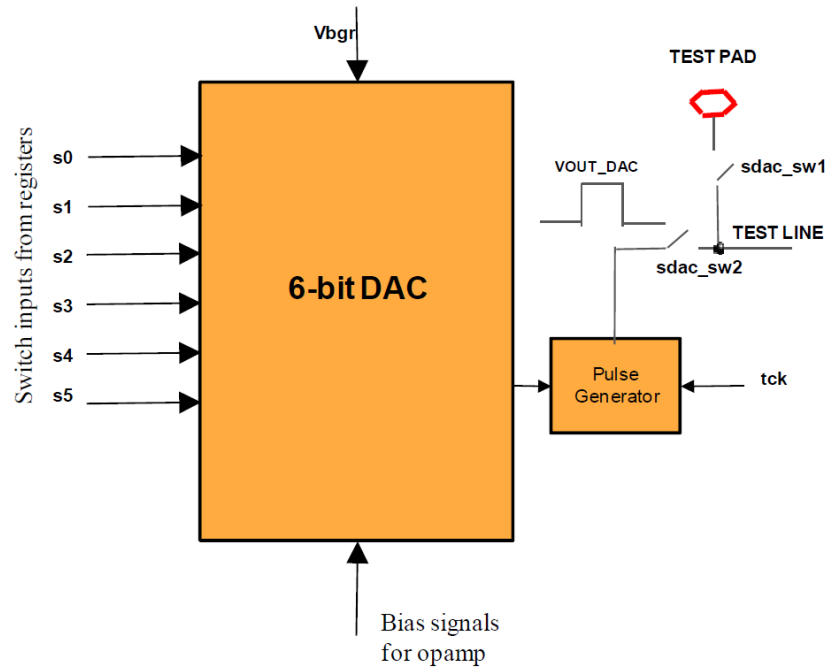 Vbgr
TEST PAD
s0
s1
s2
s3
s4
s5
Switch inputs from registers
6-bit DAC
VOUT_DAC
sdac_sw1
TEST LINE
sdac_sw2
Pulse
Generator
tck
Bias signals
for opamp